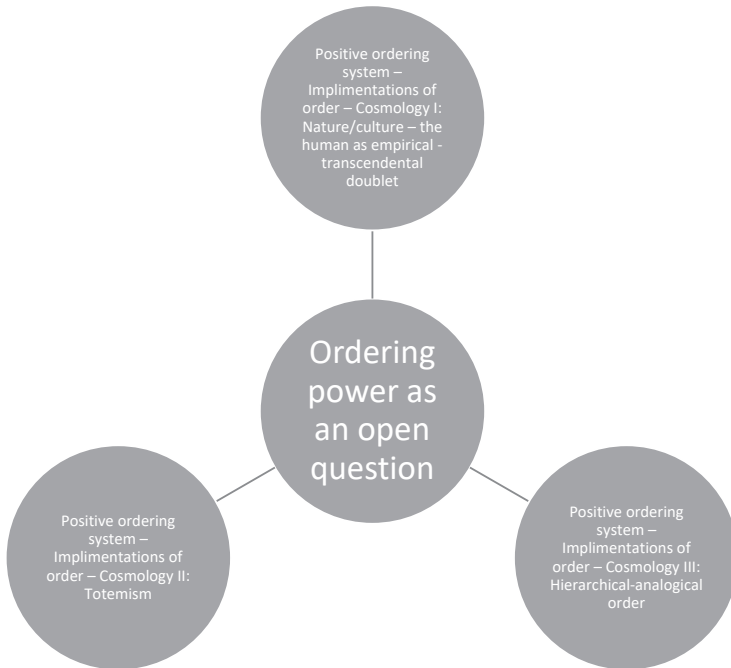 Positive ordering
system –
Implimentations of
order – Cosmology I:
Nature/culture – the
human as empirical -
transcendental
doublet
Ordering
power as
an open
question
Positive ordering
system –
Implimentations of
order – Cosmology II:
Totemism
Positive ordering
system –
Implimentations of
order – Cosmology III:
Hierarchical-analogical
order